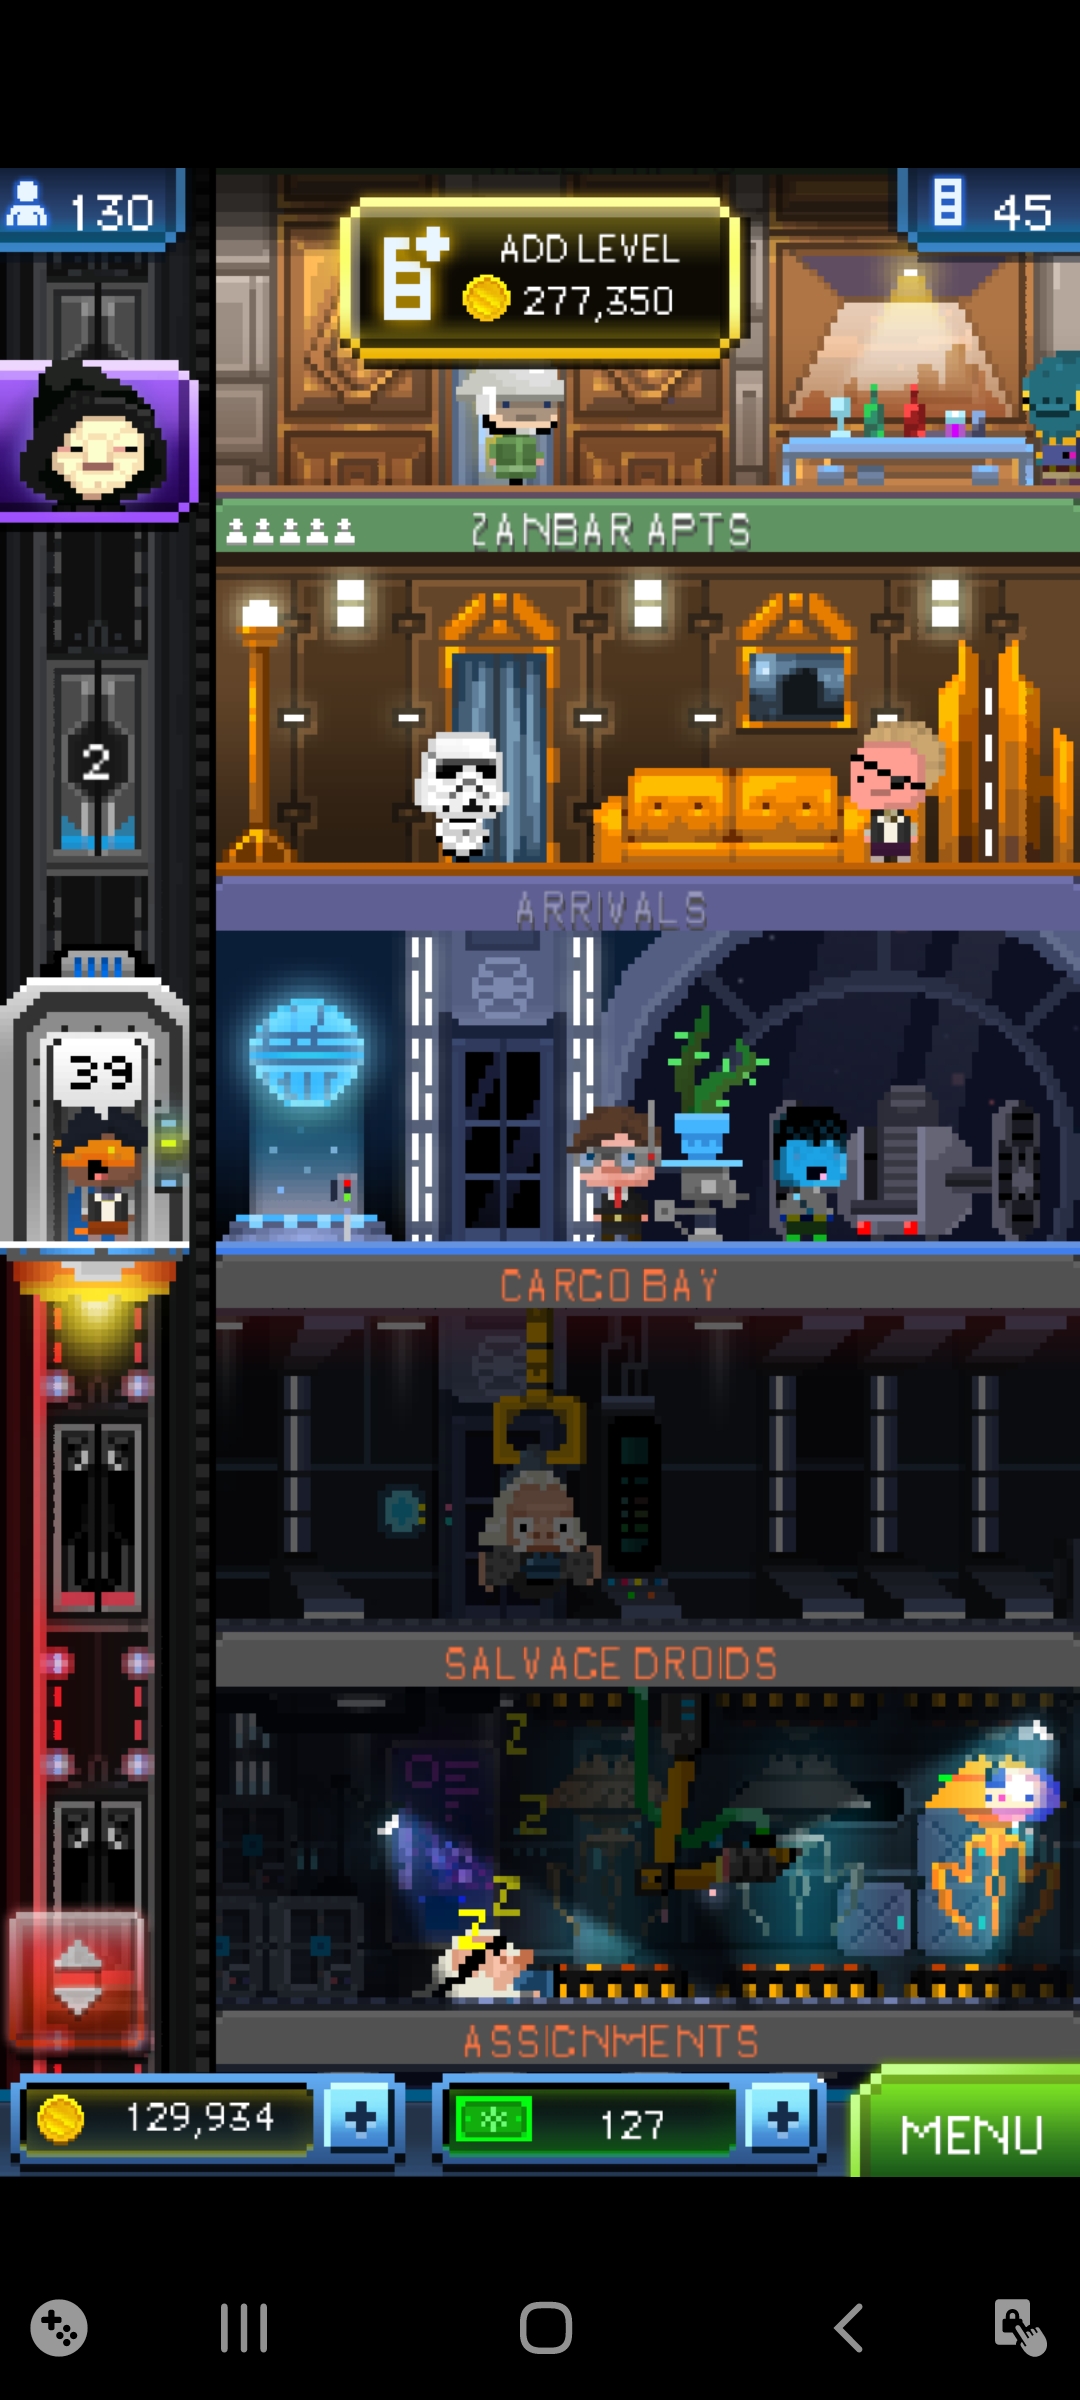 130
45
ADD LEVEL
277,350
ZANBAR APTS
2
ARRIVALS
39
CARGO BAY
SALVAGE DROIDS
Z
Z
Z
Z
ASSIGNMENTS
129,934
127
MENU